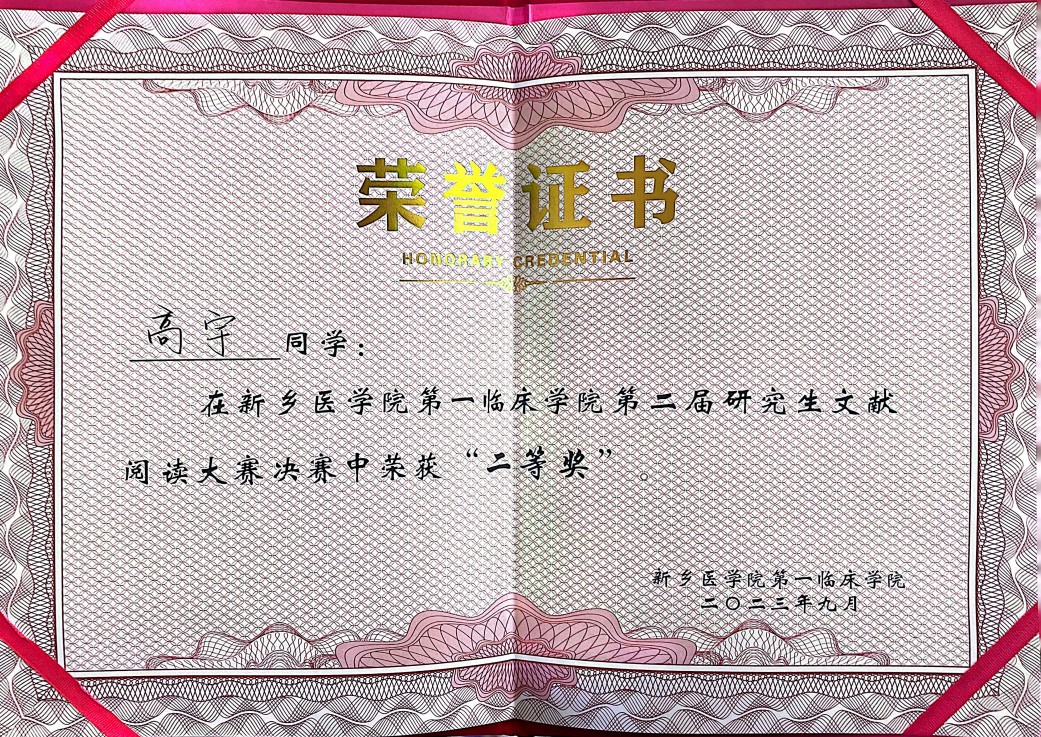 荣誉证书
HONORARY CREDENTIAL
高宇 同学：
在新乡医学院第一临床学院第二届研究生文献
阅读大赛决赛中荣获“二等奖”。
新乡医学院第一临床学院
二〇二三年九月